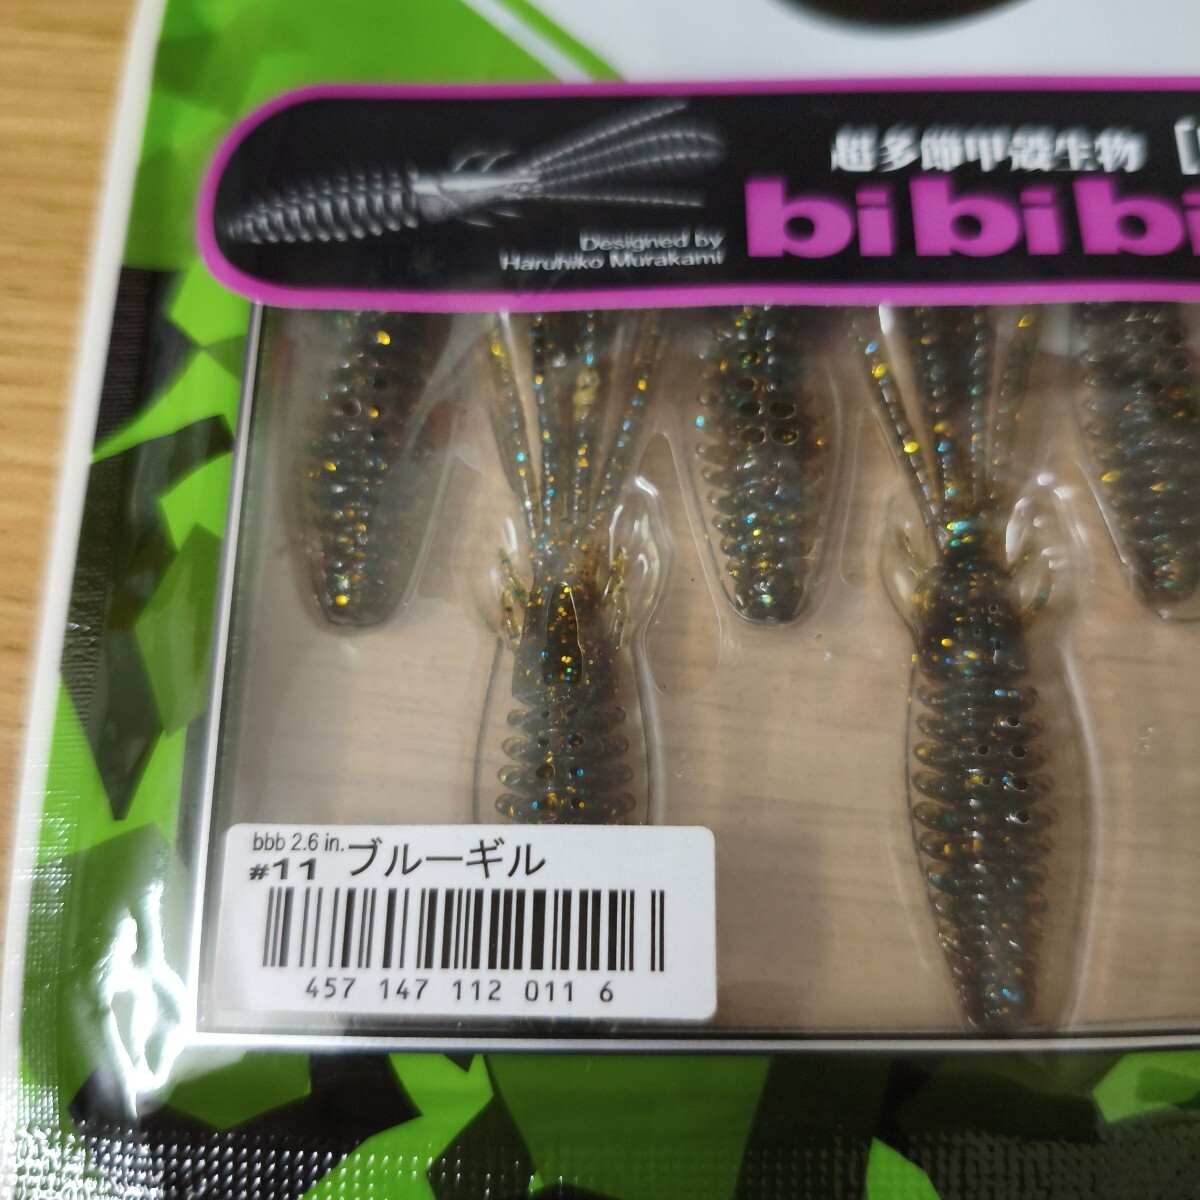 超多節甲殻生物 [
bi bi bi
Designed by
Haruhiko Murakami
bbb 2.6 in.
#11 ブルーギル
457 147 112 011 6